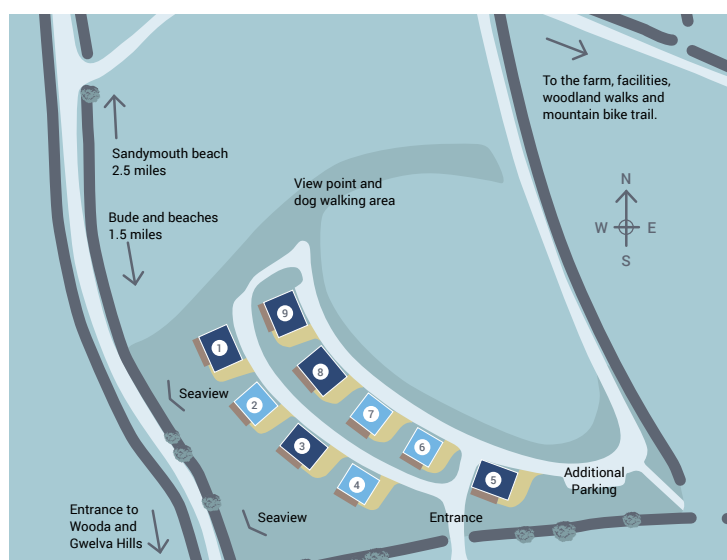 To the farm, facilities,
woodland walks and
mountain bike trail.
Sandymouth beach
2.5 miles
View point and
dog walking area
N
W
E
S
Bude and beaches
1.5 miles
9
1
8
Seaview
2
7
3
6
4
5
Additional
Parking
Entrance to
Wooda and
Gwelva Hills
Seaview
Entrance